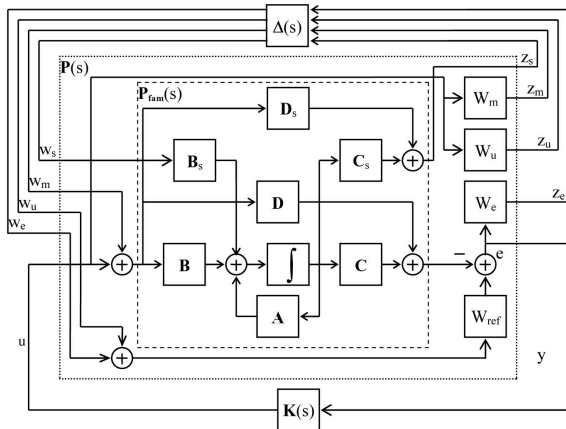 Δ(s)
P(s)
z_s
P_fam(s)
D_s
W_m
z_m
w_s
B_s
C_s
W_u
z_u
w_m
w_u
w_e
D
W_e
z_e
B
∫
C
−
e
A
W_ref
u
y
K(s)